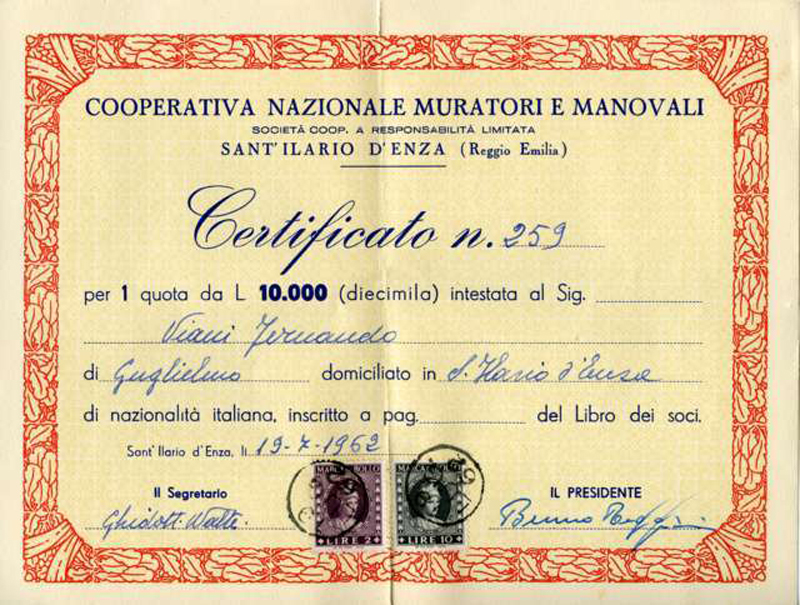 COOPERATIVA NAZIONALE MURATORI E MANOVALI
SOCIETÀ COOP. A RESPONSABILITÀ LIMITATA
SANT'ILARIO D'ENZA (Reggio Emilia)
Certificato n. 259
per 1 quota da L 10.000 (diecimila) intestata al Sig.
Viani Fernando
di Guglielmo domiciliato in S. Ilario d'Enza
di nazionalità italiana, inscritto a pag. del Libro dei soci.
Sant'Ilario d'Enza, li 19-7-1962
MARCA BOLLO MARCA BOLLO
Il Segretario IL PRESIDENTE
Bruno
LIRE 2 LIRE 10